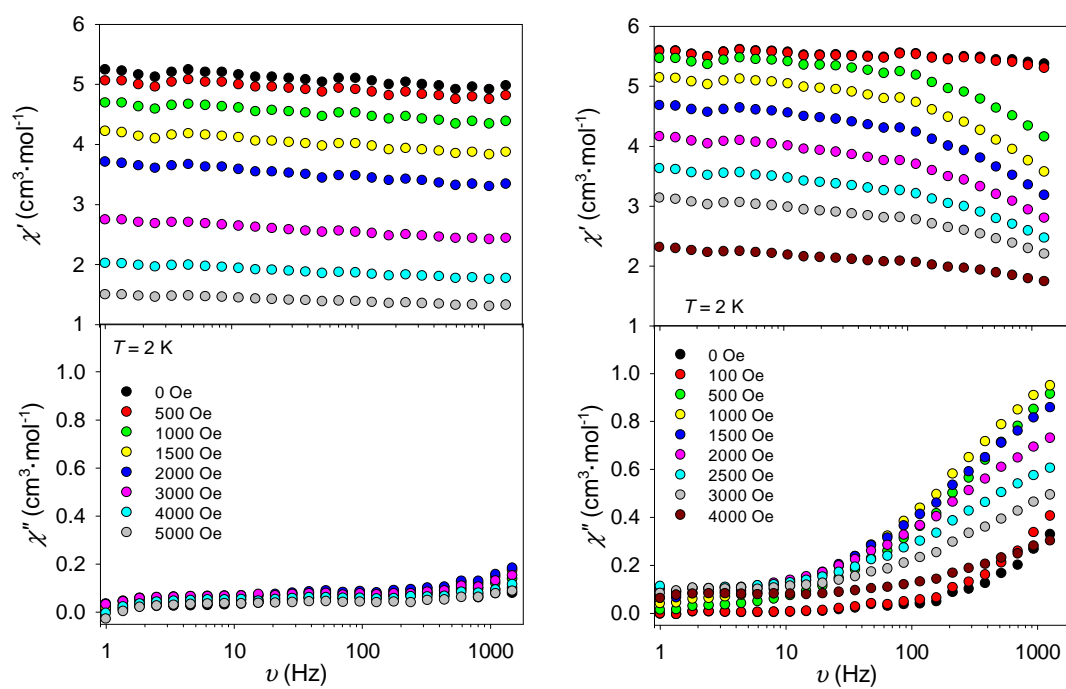 6
5
4
3
2
1
χ′ (cm³·mol⁻¹)
T = 2 K
0 Oe
500 Oe
1000 Oe
1500 Oe
2000 Oe
3000 Oe
4000 Oe
5000 Oe
1.0
0.8
0.6
0.4
0.2
0.0
χ″ (cm³·mol⁻¹)
1 10 100 1000
υ (Hz)
6
5
4
3
2
1
χ′ (cm³·mol⁻¹)
T = 2 K
0 Oe
100 Oe
500 Oe
1000 Oe
1500 Oe
2000 Oe
2500 Oe
3000 Oe
4000 Oe
1.0
0.8
0.6
0.4
0.2
0.0
χ″ (cm³·mol⁻¹)
1 10 100 1000
υ (Hz)